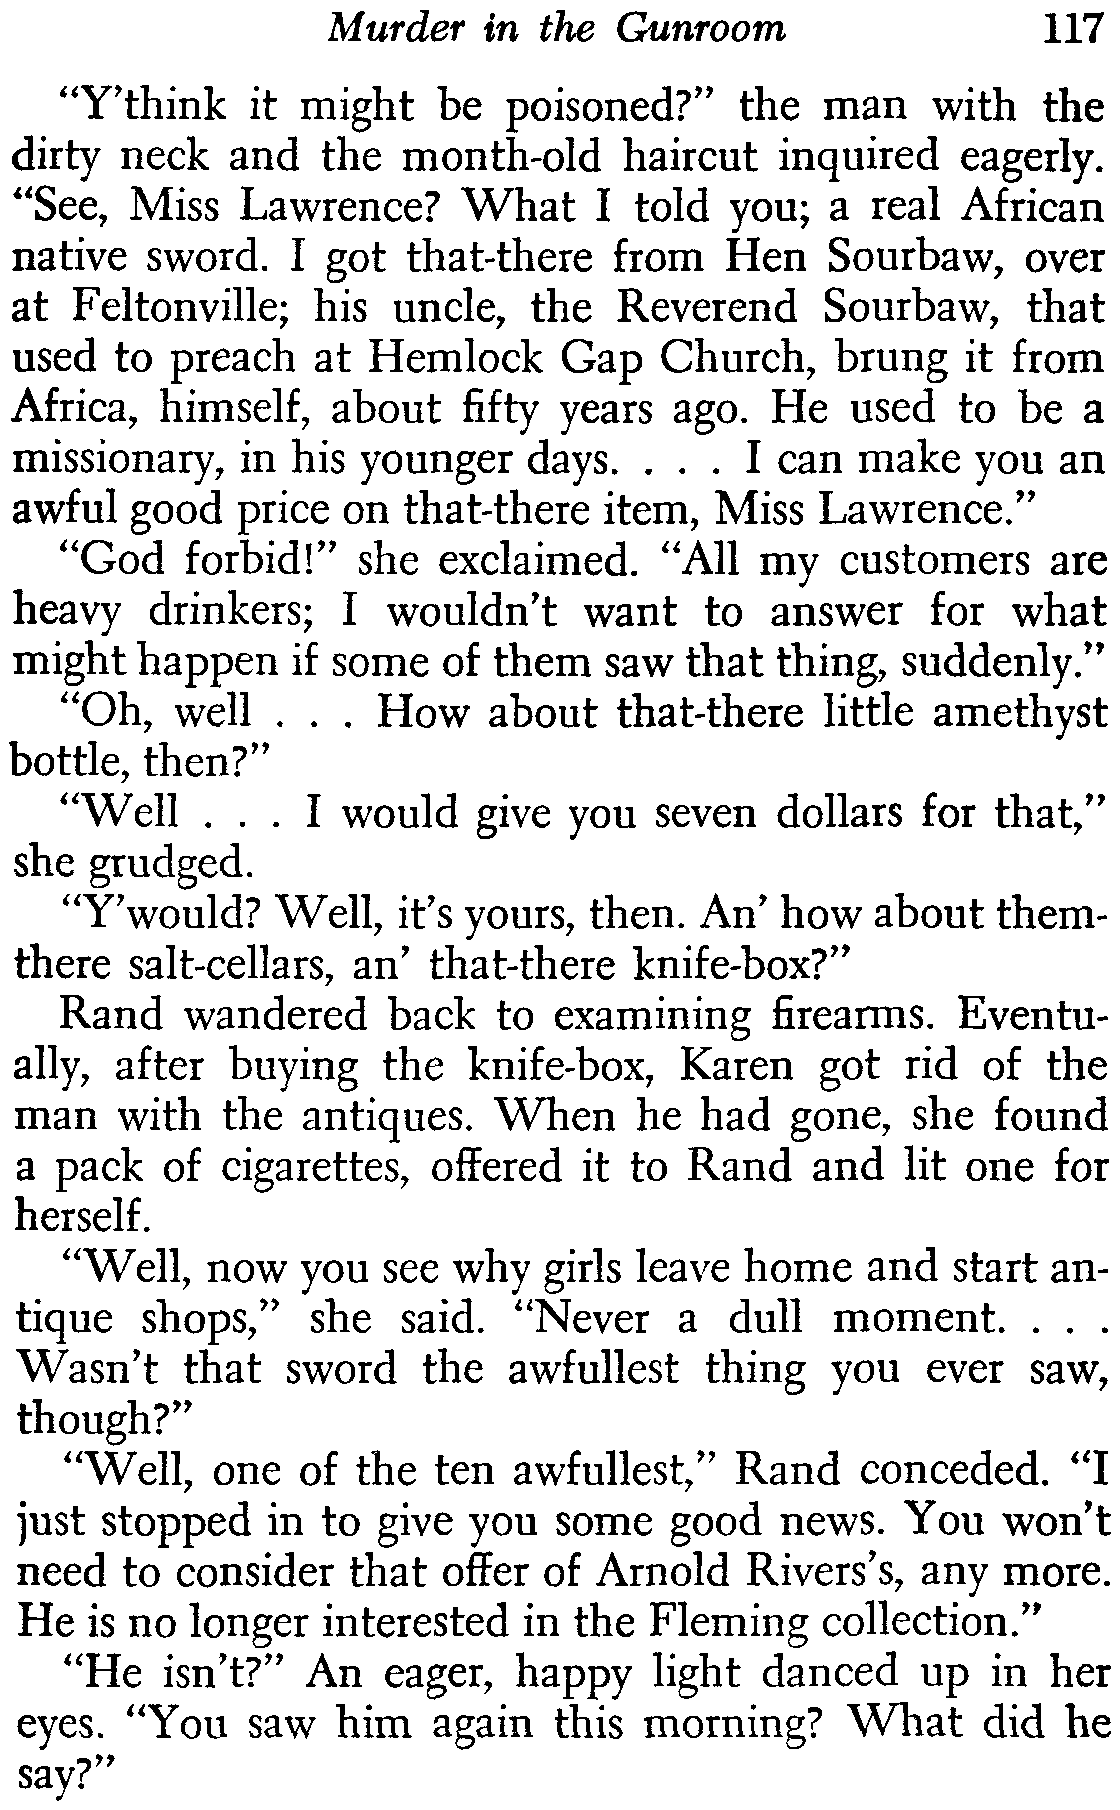 Murder in the Gunroom 117
“Y’think it might be poisoned?” the man with the
dirty neck and the month-old haircut inquired eagerly.
“See, Miss Lawrence? What I told you; a real African
native sword. I got that-there from Hen Sourbaw, over
at Feltonville; his uncle, the Reverend Sourbaw, that
used to preach at Hemlock Gap Church, brung it from
Africa, himself, about fifty years ago. He used to be a
missionary, in his younger days. . . . I can make you an
awful good price on that-there item, Miss Lawrence.”
“God forbid!” she exclaimed. “All my customers are
heavy drinkers; I wouldn’t want to answer for what
might happen if some of them saw that thing, suddenly.”
“Oh, well . . . How about that-there little amethyst
bottle, then?”
“Well . . . I would give you seven dollars for that,”
she grudged.
“Y’would? Well, it’s yours, then. An’ how about them-
there salt-cellars, an’ that-there knife-box?”
Rand wandered back to examining firearms. Eventu-
ally, after buying the knife-box, Karen got rid of the
man with the antiques. When he had gone, she found
a pack of cigarettes, offered it to Rand and lit one for
herself.
“Well, now you see why girls leave home and start an-
tique shops,” she said. “Never a dull moment. . . .
Wasn’t that sword the awfullest thing you ever saw,
though?”
“Well, one of the ten awfullest,” Rand conceded. “I
just stopped in to give you some good news. You won’t
need to consider that offer of Arnold Rivers’s, any more.
He is no longer interested in the Fleming collection.”
“He isn’t?” An eager, happy light danced up in her
eyes. “You saw him again this morning? What did he
say?”